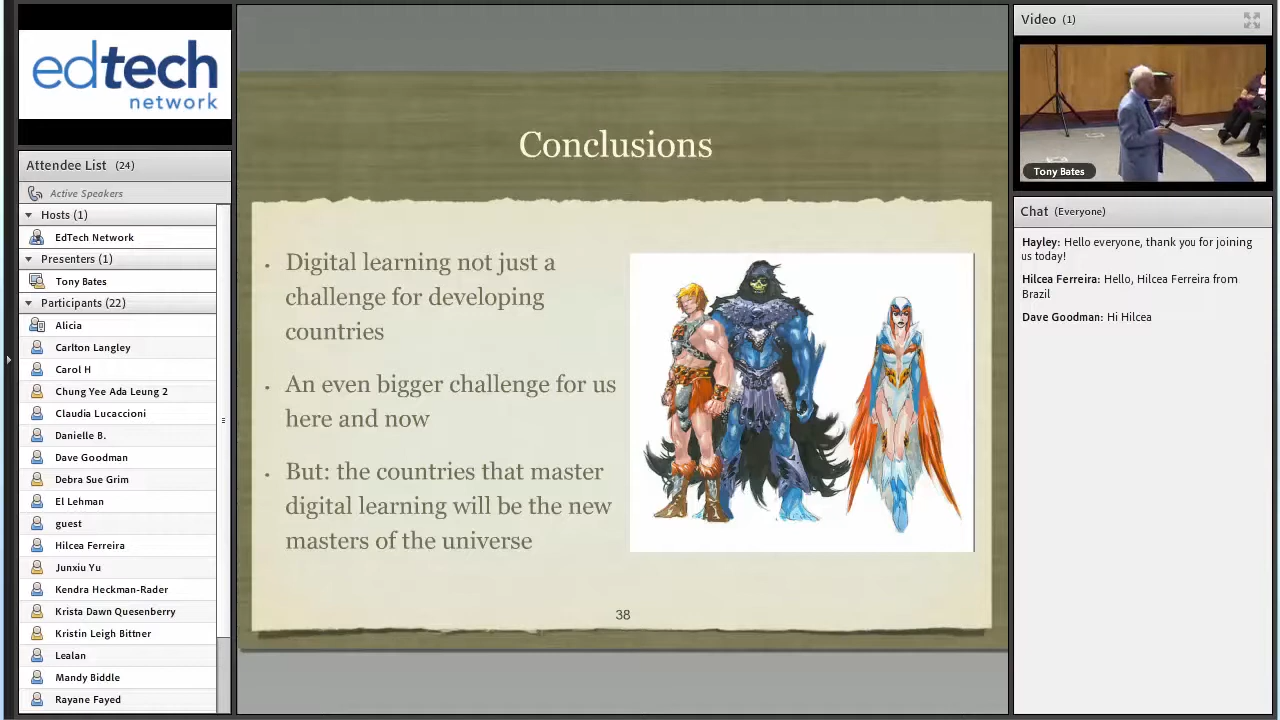 edtech
network
Attendee List (24)
Active Speakers
Hosts (1)
EdTech Network
Presenters (1)
Tony Bates
Participants (22)
Alicia
Carlton Langley
Carol H
Chung Yee Ada Leung 2
Claudia Lucaccioni
Danielle B.
Dave Goodman
Debra Sue Grim
El Lehman
guest
Hilcea Ferreira
Junxiu Yu
Kendra Heckman-Rader
Krista Dawn Quesenberry
Kristin Leigh Bittner
Lealan
Mandy Biddle
Rayane Fayed
Conclusions
• Digital learning not just a
challenge for developing
countries
• An even bigger challenge for us
here and now
• But: the countries that master
digital learning will be the new
masters of the universe
38
Video (1)
Tony Bates
Chat (Everyone)
Hayley: Hello everyone, thank you for joining
us today!
Hilcea Ferreira: Hello, Hilcea Ferreira from
Brazil
Dave Goodman: Hi Hilcea